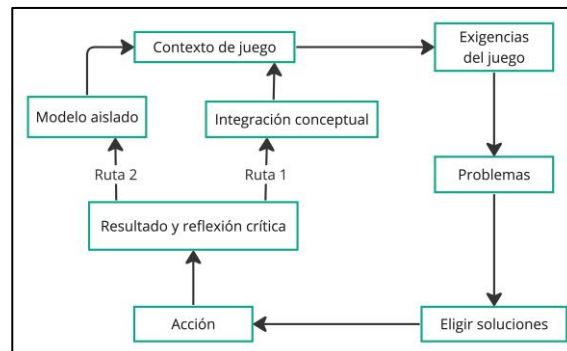 Contexto de juego
Exigencias
del juego
Modelo aislado
Integración conceptual
Ruta 2
Ruta 1
Problemas
Resultado y reflexión crítica
Acción
Eligir soluciones